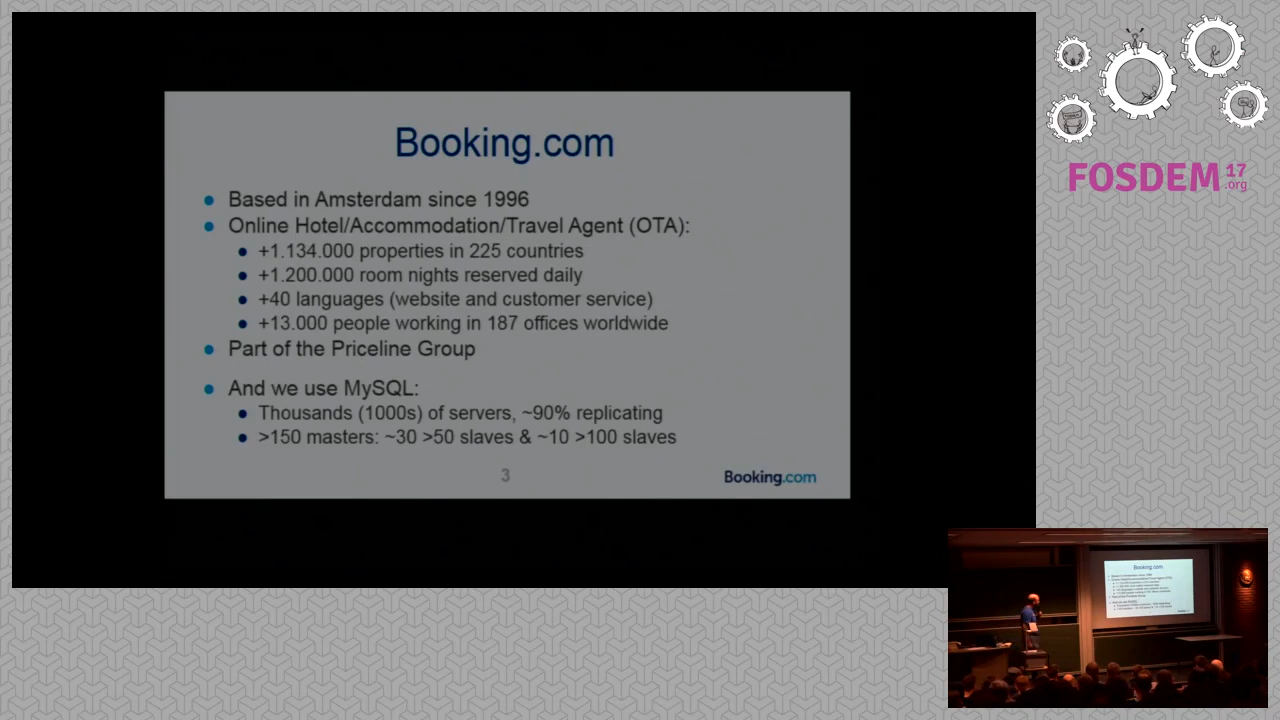 Booking.com
Based in Amsterdam since 1996
Online Hotel/Accommodation/Travel Agent (OTA):
+1.134.000 properties in 225 countries
+1.200.000 room nights reserved daily
+40 languages (website and customer service)
+13.000 people working in 187 offices worldwide
Part of the Priceline Group
And we use MySQL:
Thousands (1000s) of servers, ~90% replicating
>150 masters: ~30 >50 slaves & ~10 >100 slaves
3
Booking.com
FOSDEM 17
.org
Booking.com